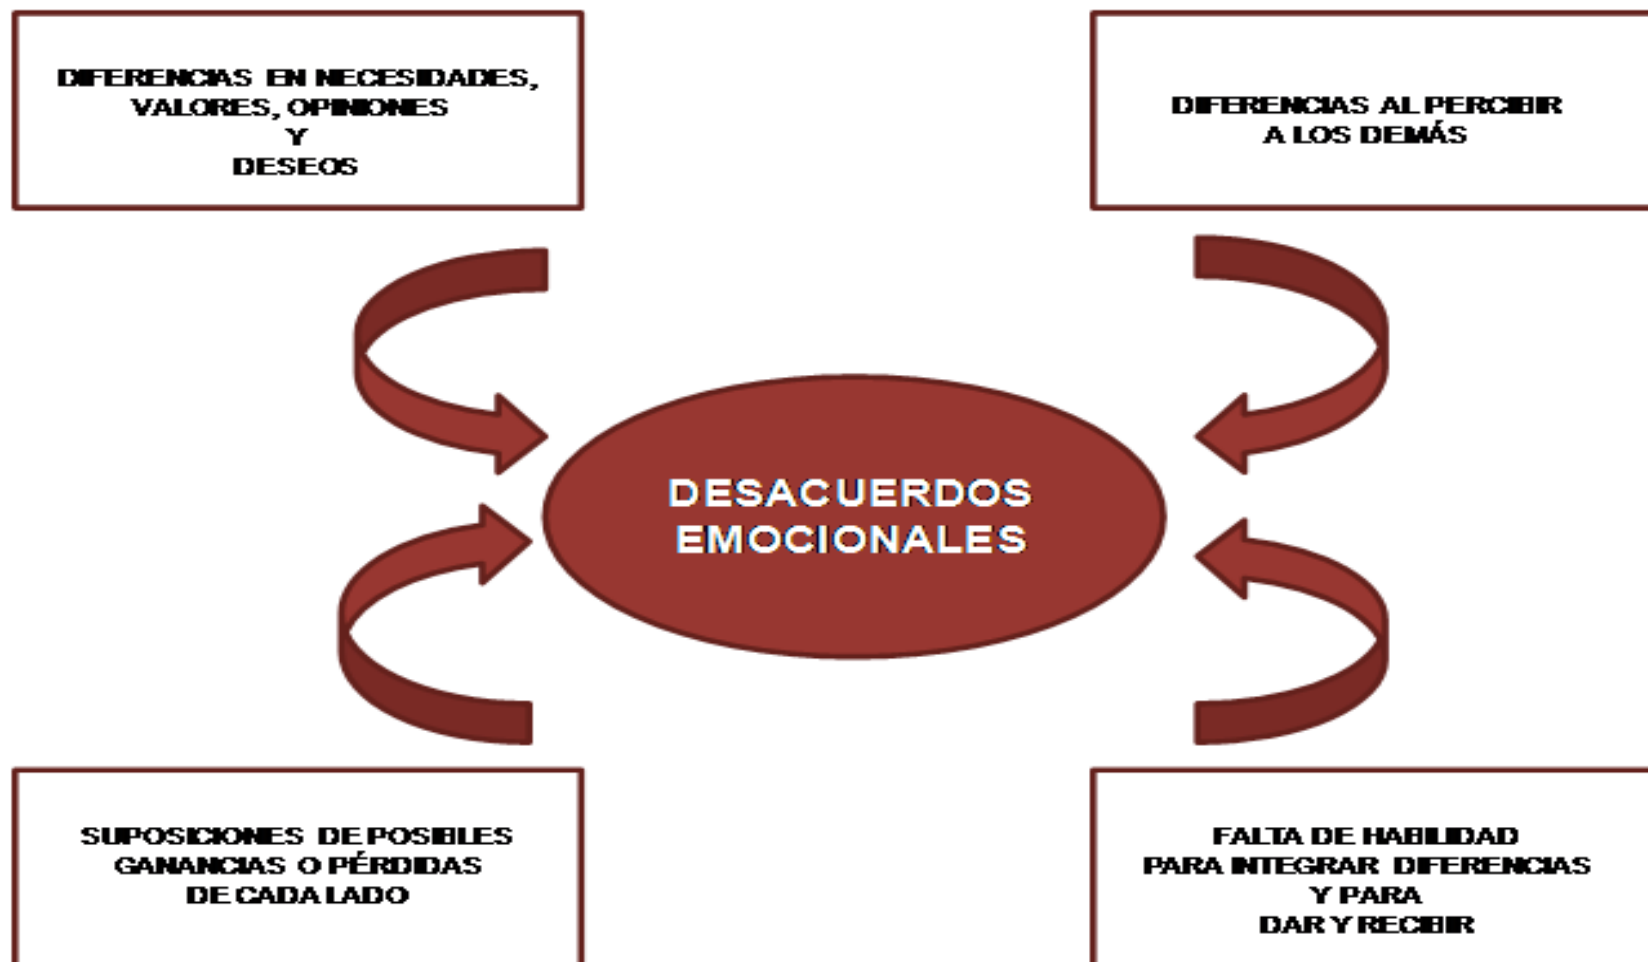 DIFERENCIAS EN NECESIDADES,
VALORES, OPINIONES
Y
DESEOS
DIFERENCIAS AL PERCIBIR
A LOS DEMÁS
DESACUERDOS
EMOCIONALES
SUPOSICIONES DE POSIBLES
GANANCIAS O PÉRDIDAS
DE CADA LADO
FALTA DE HABILIDAD
PARA INTEGRAR DIFERENCIAS
Y PARA
DAR Y RECIBIR